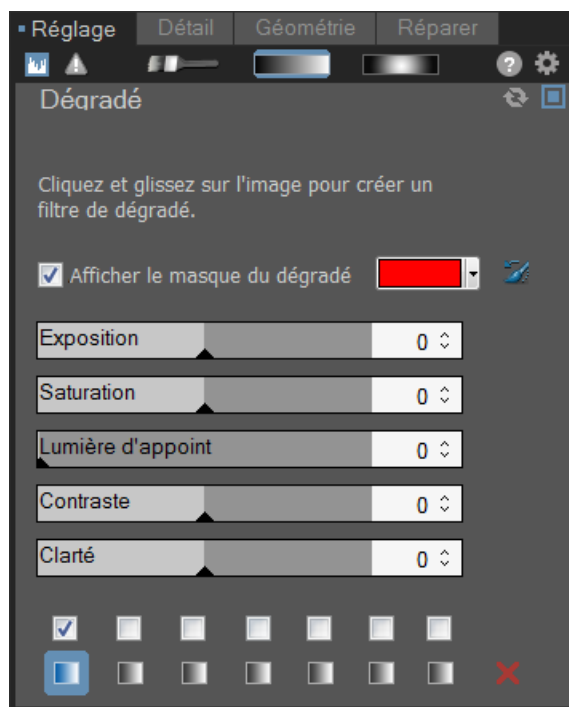 Réglage Détail Géométrie Réparer
Dégradé
Cliquez et glissez sur l'image pour créer un
filtre de dégradé.
Afficher le masque du dégradé
Exposition 0
Saturation 0
Lumière d'appoint 0
Contraste 0
Clarté 0